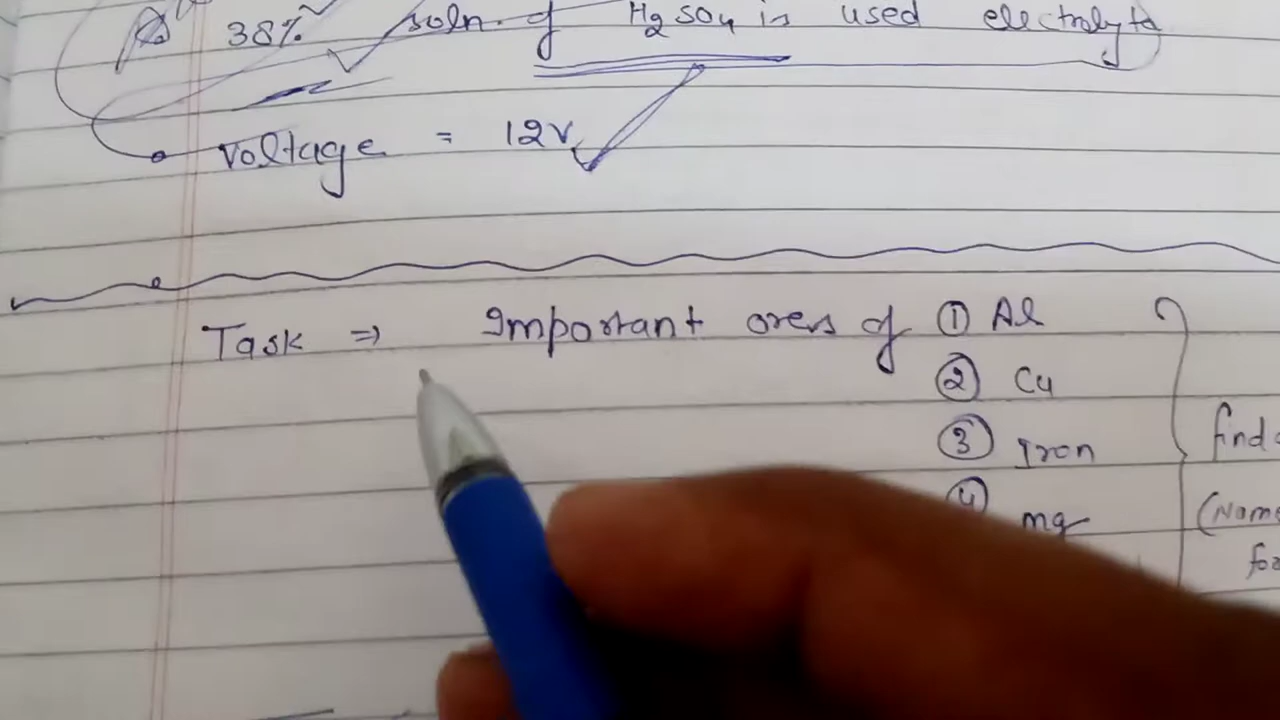 38% soln. of H2SO4 is used electrolyte
• Voltage = 12V
Task ⇒ Important ores of ① Al
② Cu
③ Iron find
④ mg (Name